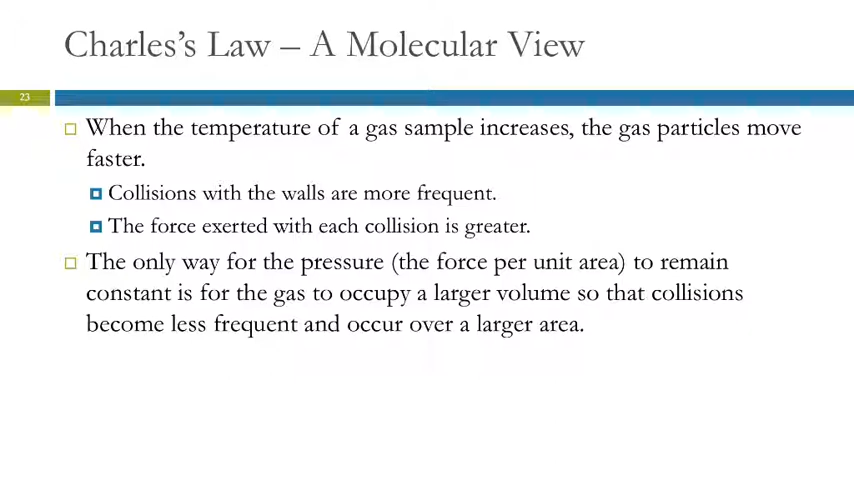 Charles’s Law – A Molecular View
23
When the temperature of a gas sample increases, the gas particles move
faster.
Collisions with the walls are more frequent.
The force exerted with each collision is greater.
The only way for the pressure (the force per unit area) to remain
constant is for the gas to occupy a larger volume so that collisions
become less frequent and occur over a larger area.